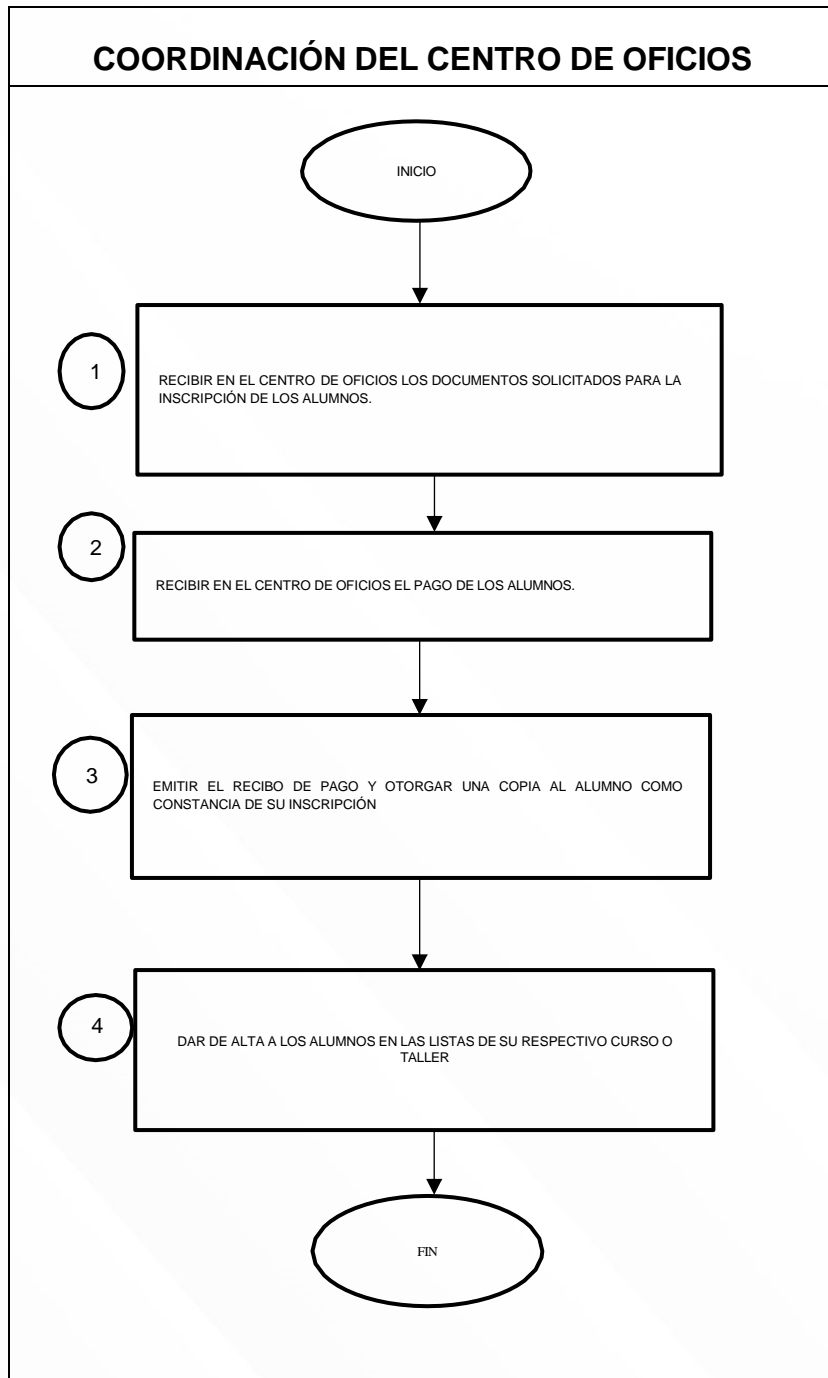 COORDINACIÓN DEL CENTRO DE OFICIOS
INICIO
1
RECIBIR EN EL CENTRO DE OFICIOS LOS DOCUMENTOS SOLICITADOS PARA LA
INSCRIPCIÓN DE LOS ALUMNOS.
2
RECIBIR EN EL CENTRO DE OFICIOS EL PAGO DE LOS ALUMNOS.
3
EMITIR EL RECIBO DE PAGO Y OTORGAR UNA COPIA AL ALUMNO COMO
CONSTANCIA DE SU INSCRIPCIÓN
4
DAR DE ALTA A LOS ALUMNOS EN LAS LISTAS DE SU RESPECTIVO CURSO O
TALLER
FIN